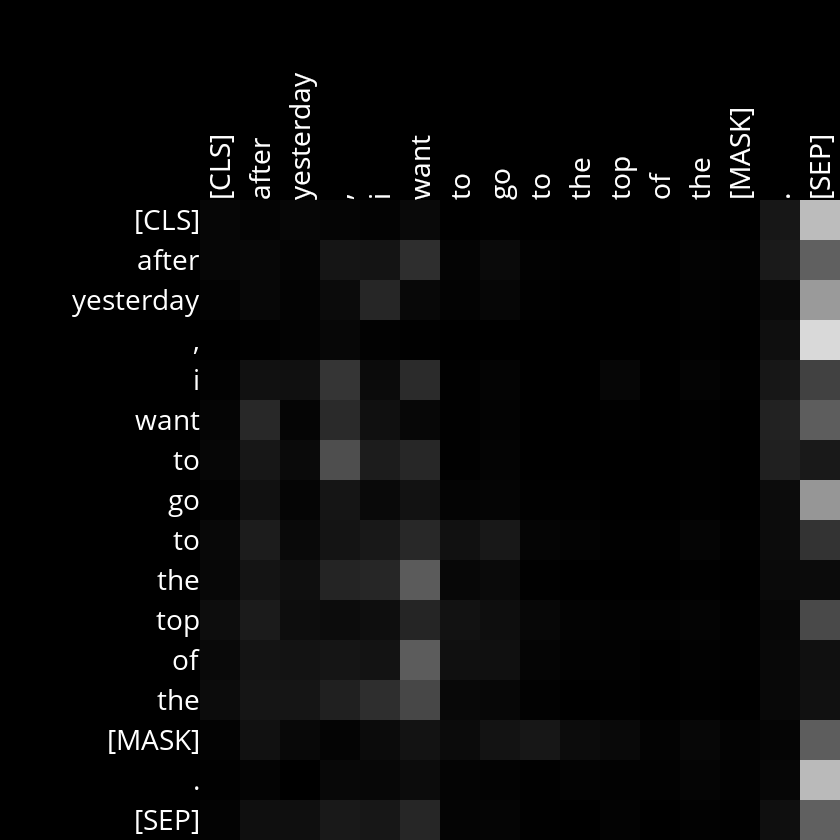 [CLS] after yesterday , i want to go to the top of the [MASK] . [SEP]
[CLS]
after
yesterday
,
i
want
to
go
to
the
top
of
the
[MASK]
.
[SEP]